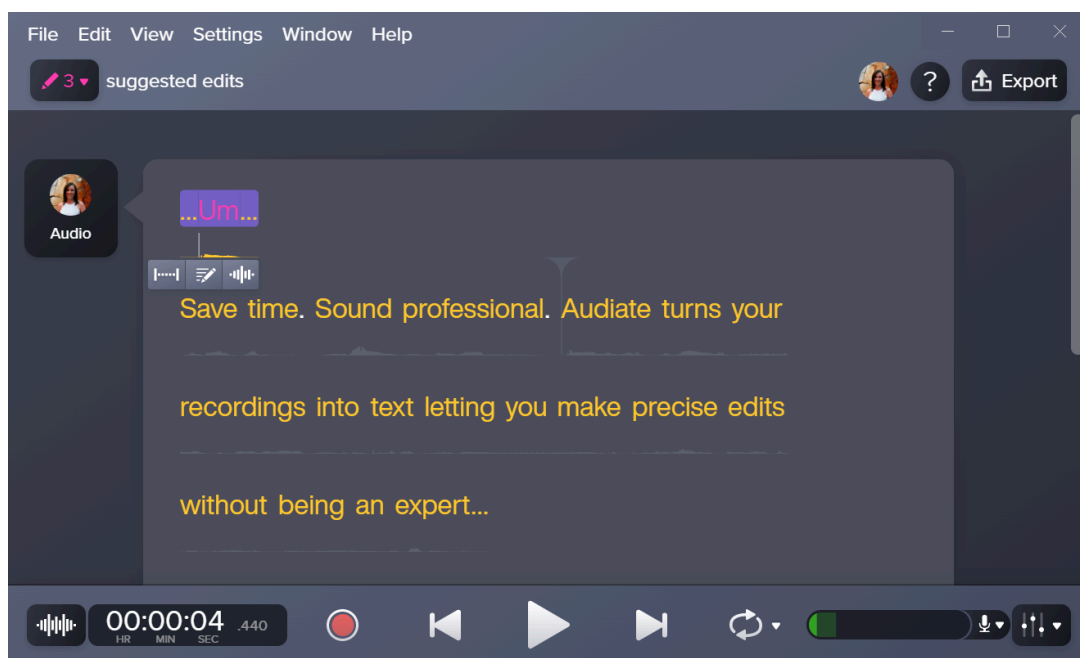 File Edit View Settings Window Help
3 suggested edits
? Export
Audio
...Um...
Save time. Sound professional. Audiate turns your
recordings into text letting you make precise edits
without being an expert...
00:00:04 .440
HR MIN SEC